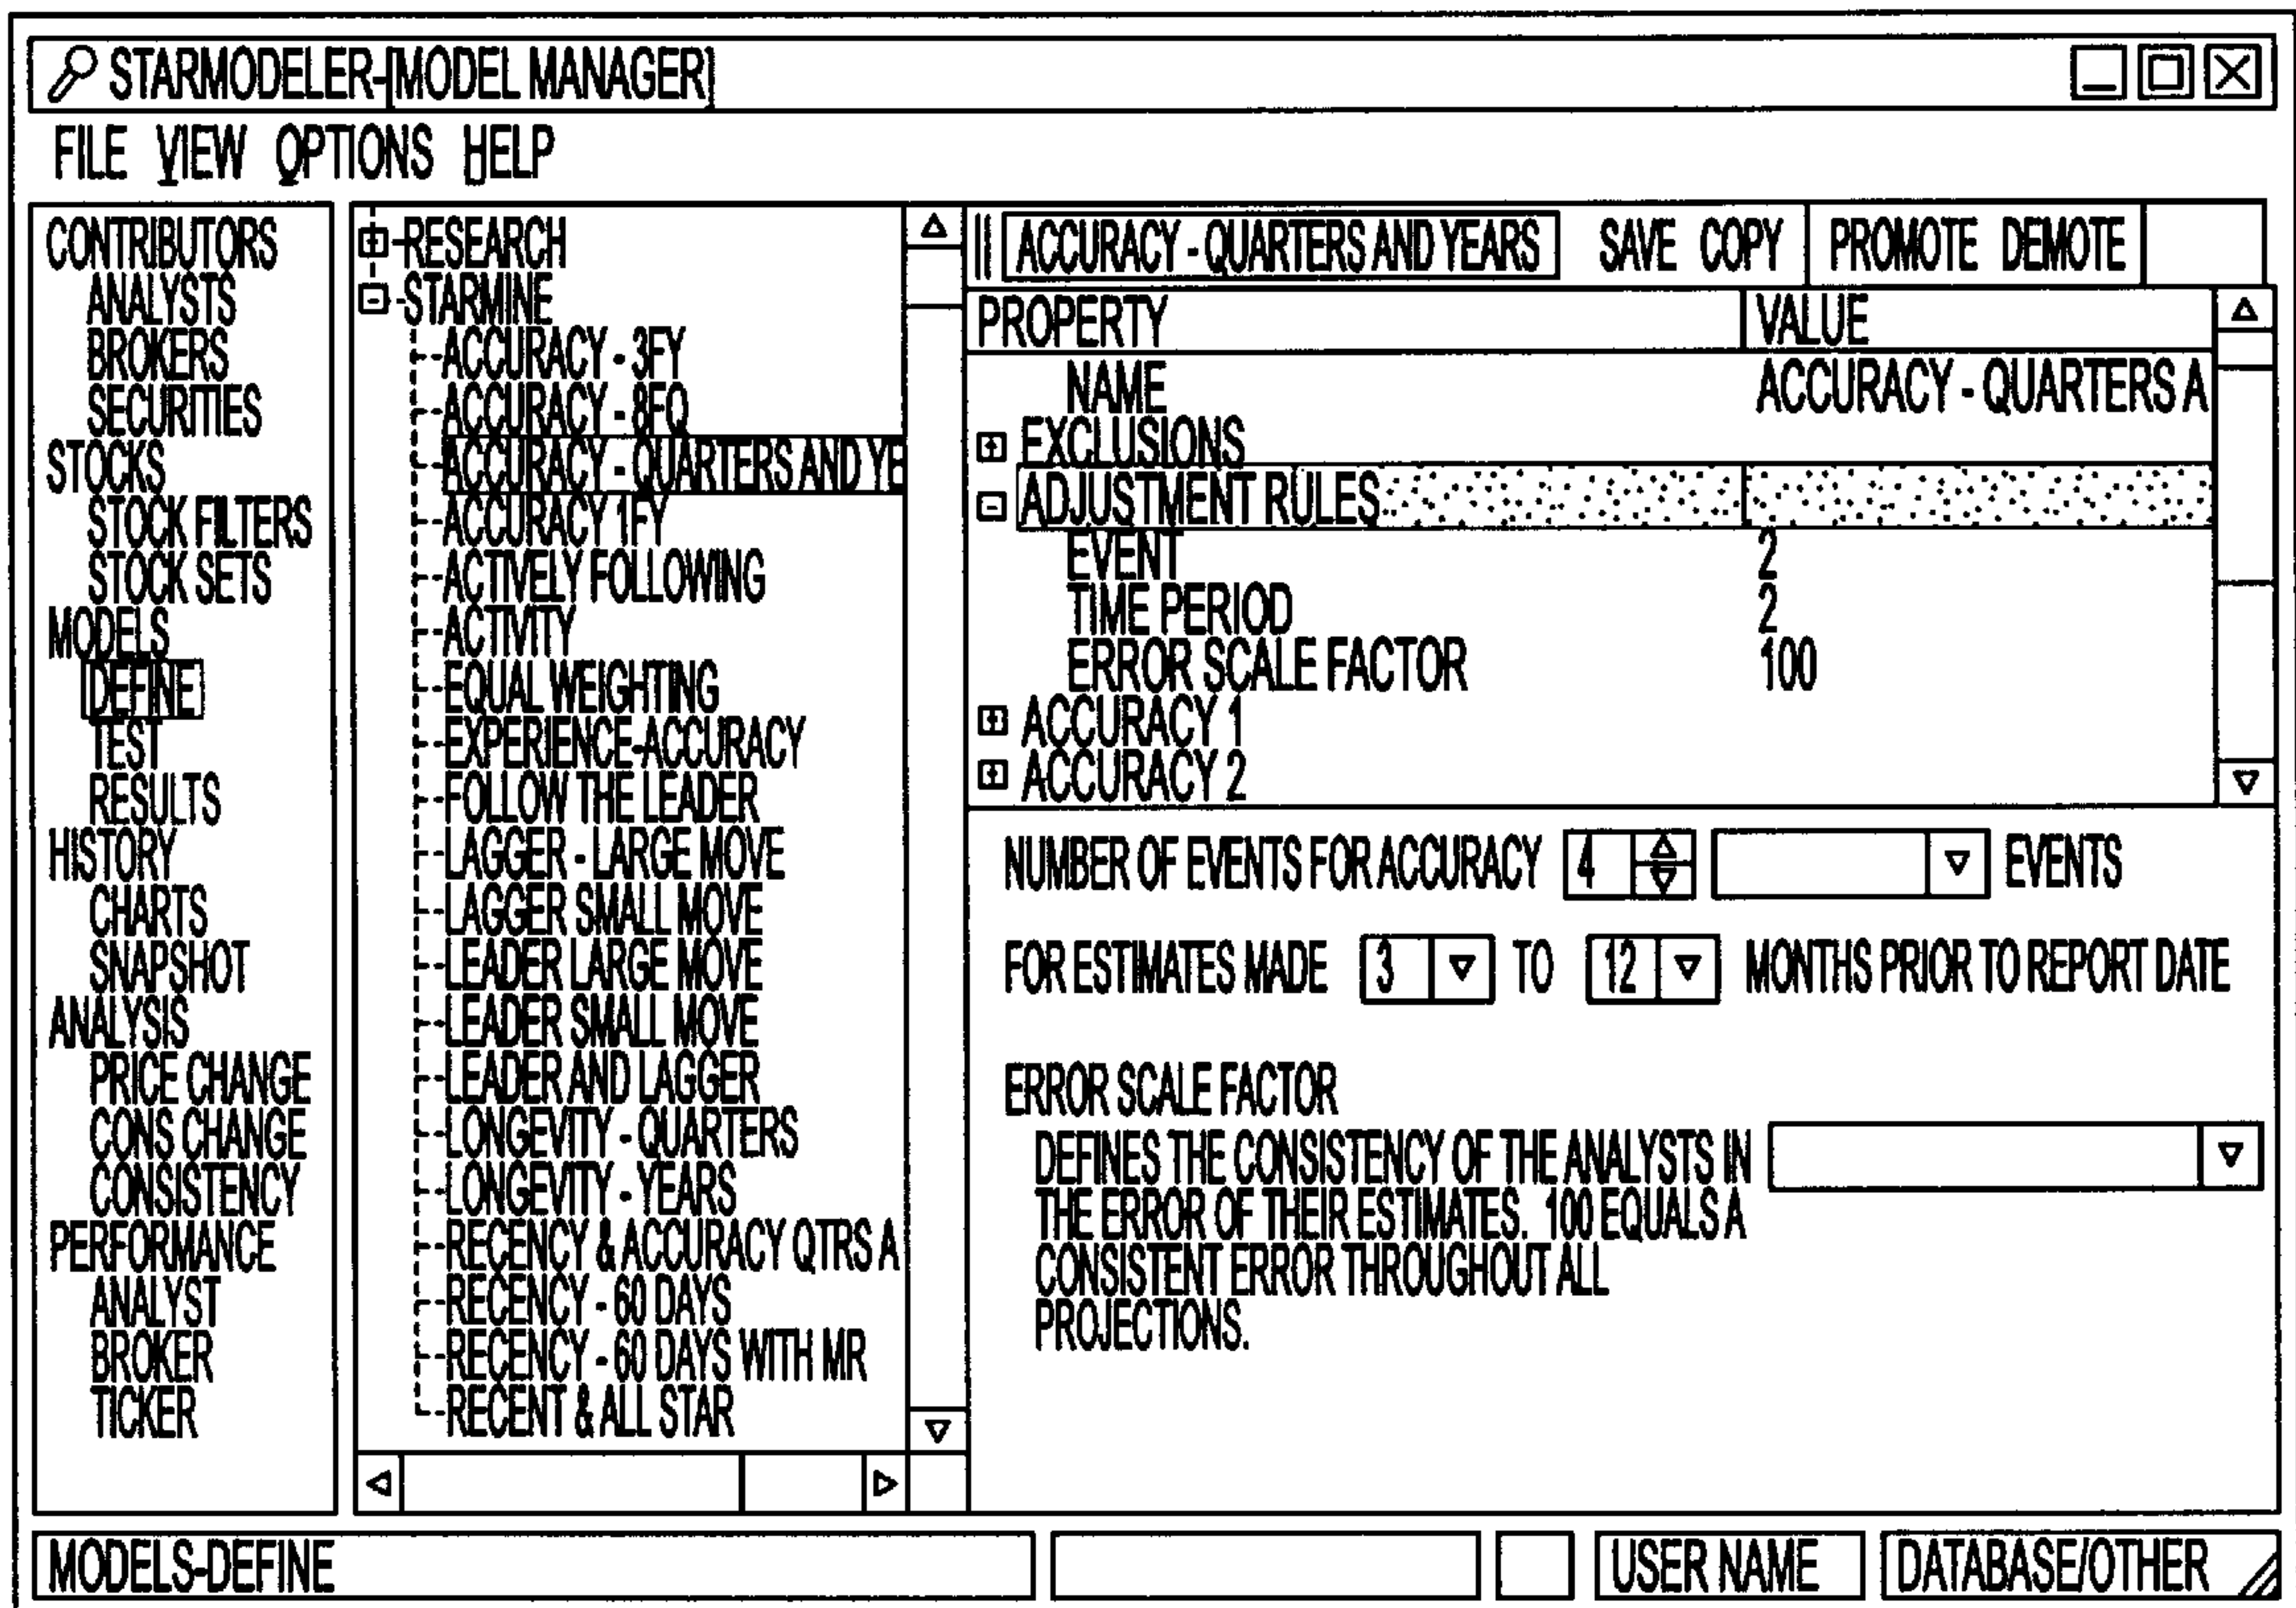 STARMODELER-[MODEL MANAGER]
FILE VIEW OPTIONS HELP
CONTRIBUTORS
ANALYSTS
BROKERS
SECURITIES
STOCKS
STOCK FILTERS
STOCK SETS
MODELS
DEFINE
TEST
RESULTS
HISTORY
CHARTS
SNAPSHOT
ANALYSIS
PRICE CHANGE
CONS CHANGE
CONSISTENCY
PERFORMANCE
ANALYST
BROKER
TICKER
RESEARCH
STARMINE
ACCURACY - 3FY
ACCURACY - 8FQ
ACCURACY - QUARTERS AND YE
ACCURACY 1FY
ACTIVELY FOLLOWING
ACTIVITY
EQUAL WEIGHTING
EXPERIENCE-ACCURACY
FOLLOW THE LEADER
LAGGER - LARGE MOVE
LAGGER SMALL MOVE
LEADER LARGE MOVE
LEADER SMALL MOVE
LEADER AND LAGGER
LONGEVITY - QUARTERS
LONGEVITY - YEARS
RECENCY & ACCURACY QTRS A
RECENCY - 60 DAYS
RECENCY - 60 DAYS WITH MR
RECENT & ALL STAR
ACCURACY - QUARTERS AND YEARS SAVE COPY PROMOTE DEMOTE
PROPERTY VALUE
NAME ACCURACY - QUARTERS A
EXCLUSIONS
ADJUSTMENT RULES
EVENT 2
TIME PERIOD 2
ERROR SCALE FACTOR 100
ACCURACY 1
ACCURACY 2
NUMBER OF EVENTS FOR ACCURACY 4 EVENTS
FOR ESTIMATES MADE 3 TO 12 MONTHS PRIOR TO REPORT DATE
ERROR SCALE FACTOR
DEFINES THE CONSISTENCY OF THE ANALYSTS IN
THE ERROR OF THEIR ESTIMATES. 100 EQUALS A
CONSISTENT ERROR THROUGHOUT ALL
PROJECTIONS.
MODELS-DEFINE USER NAME DATABASE/OTHER